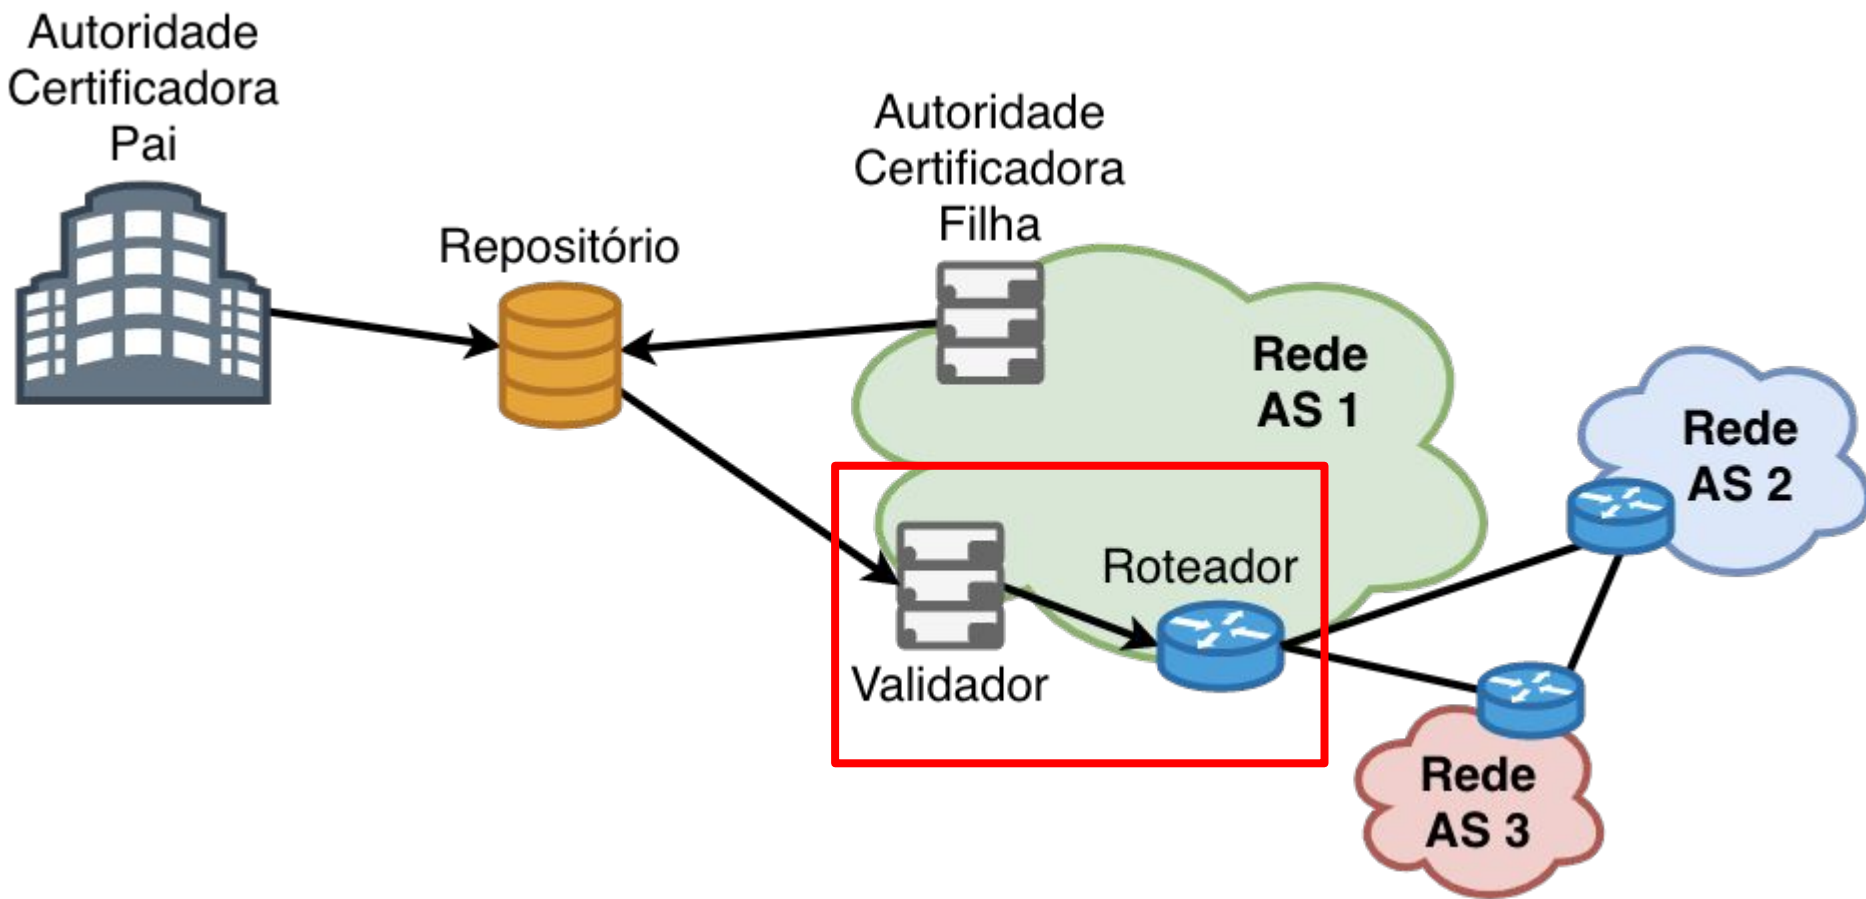 Autoridade
Certificadora
Pai
Repositório
Autoridade
Certificadora
Filha
Rede
AS 1
Rede
AS 2
Roteador
Validador
Rede
AS 3